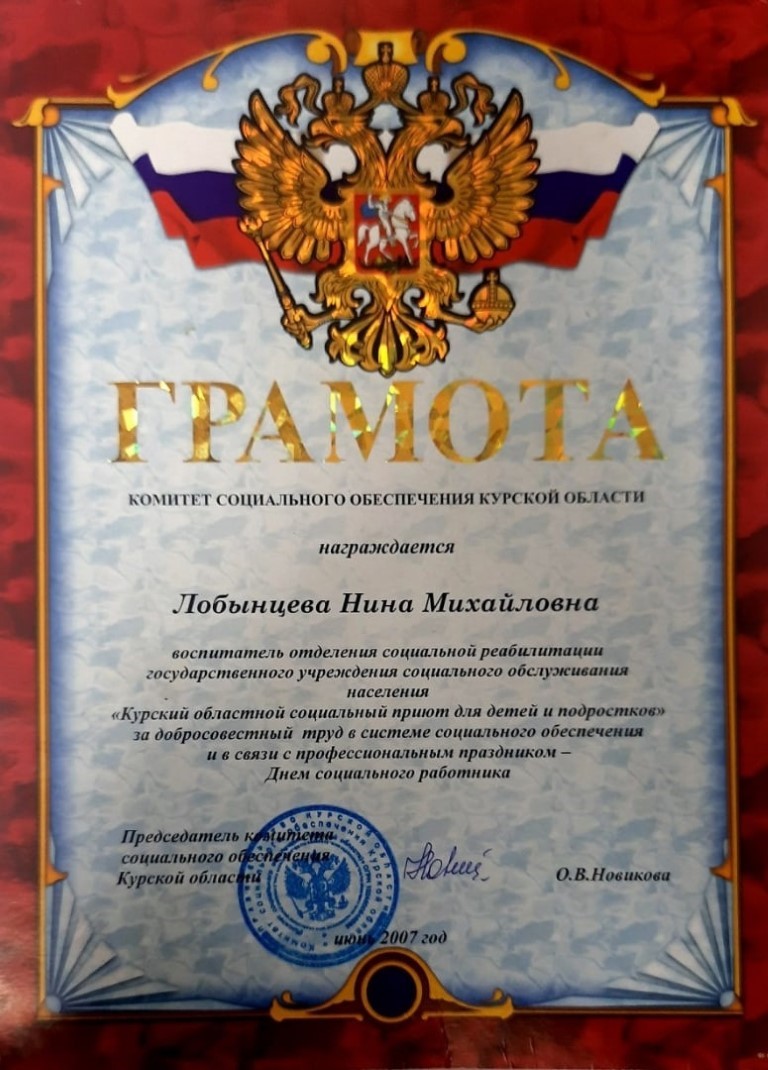 ГРАМОТА
КОМИТЕТ СОЦИАЛЬНОГО ОБЕСПЕЧЕНИЯ КУРСКОЙ ОБЛАСТИ
награждается
Лобынцева Нина Михайловна
воспитатель отделения социальной реабилитации
государственного учреждения социального обслуживания
населения
«Курский областной социальный приют для детей и подростков»
за добросовестный труд в системе социального обеспечения
и в связи с профессиональным праздником –
Днем социального работника
Председатель комитета
социального обеспечения
Курской области
О.В.Новикова
июнь 2007 год